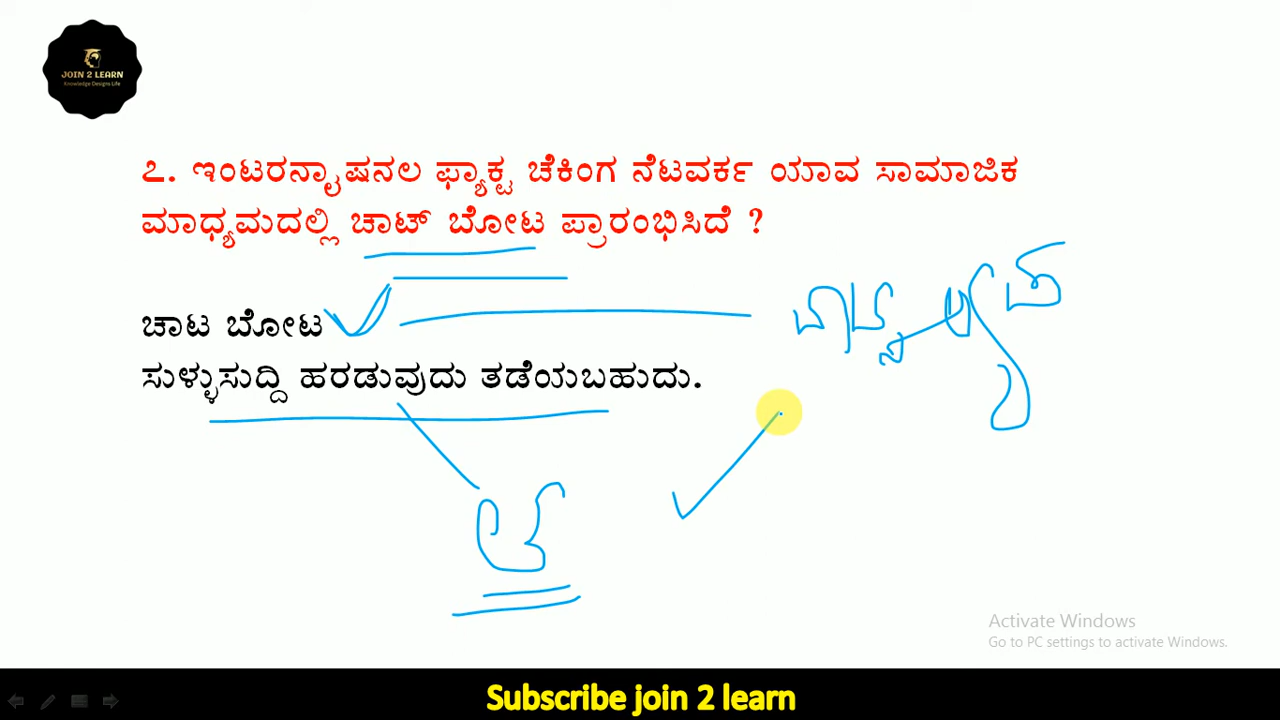 JOIN 2 LEARN
Knowledge Designs Life
೭. ಇಂಟರನ್ಯಾಷನಲ ಫ್ಯಾಕ್ಟ ಚೆಕಿಂಗ ನೆಟವರ್ಕ ಯಾವ ಸಾಮಾಜಿಕ
ಮಾಧ್ಯಮದಲ್ಲಿ ಚಾಟ್ ಬೋಟ ಪ್ರಾರಂಭಿಸಿದೆ ?
ಚಾಟ ಬೋಟ
ಸುಳ್ಳುಸುದ್ದಿ ಹರಡುವುದು ತಡೆಯಬಹುದು.
Activate Windows
Go to PC settings to activate Windows.
Subscribe join 2 learn